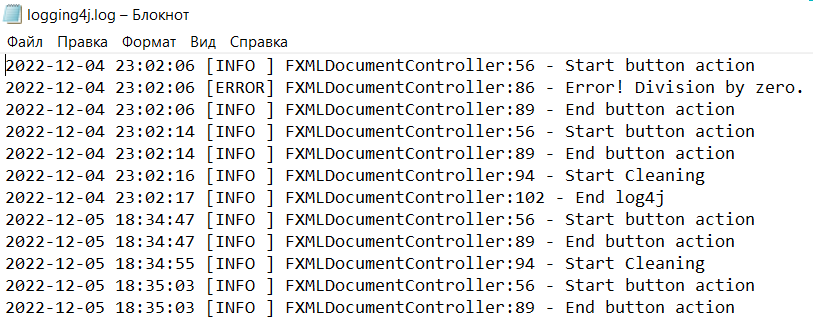 logging4j.log – Блокнот
Файл Правка Формат Вид Справка
2022-12-04 23:02:06 [INFO ] FXMLDocumentController:56 - Start button action
2022-12-04 23:02:06 [ERROR] FXMLDocumentController:86 - Error! Division by zero.
2022-12-04 23:02:06 [INFO ] FXMLDocumentController:89 - End button action
2022-12-04 23:02:14 [INFO ] FXMLDocumentController:56 - Start button action
2022-12-04 23:02:14 [INFO ] FXMLDocumentController:89 - End button action
2022-12-04 23:02:16 [INFO ] FXMLDocumentController:94 - Start Cleaning
2022-12-04 23:02:17 [INFO ] FXMLDocumentController:102 - End log4j
2022-12-05 18:34:47 [INFO ] FXMLDocumentController:56 - Start button action
2022-12-05 18:34:47 [INFO ] FXMLDocumentController:89 - End button action
2022-12-05 18:34:55 [INFO ] FXMLDocumentController:94 - Start Cleaning
2022-12-05 18:35:03 [INFO ] FXMLDocumentController:56 - Start button action
2022-12-05 18:35:03 [INFO ] FXMLDocumentController:89 - End button action